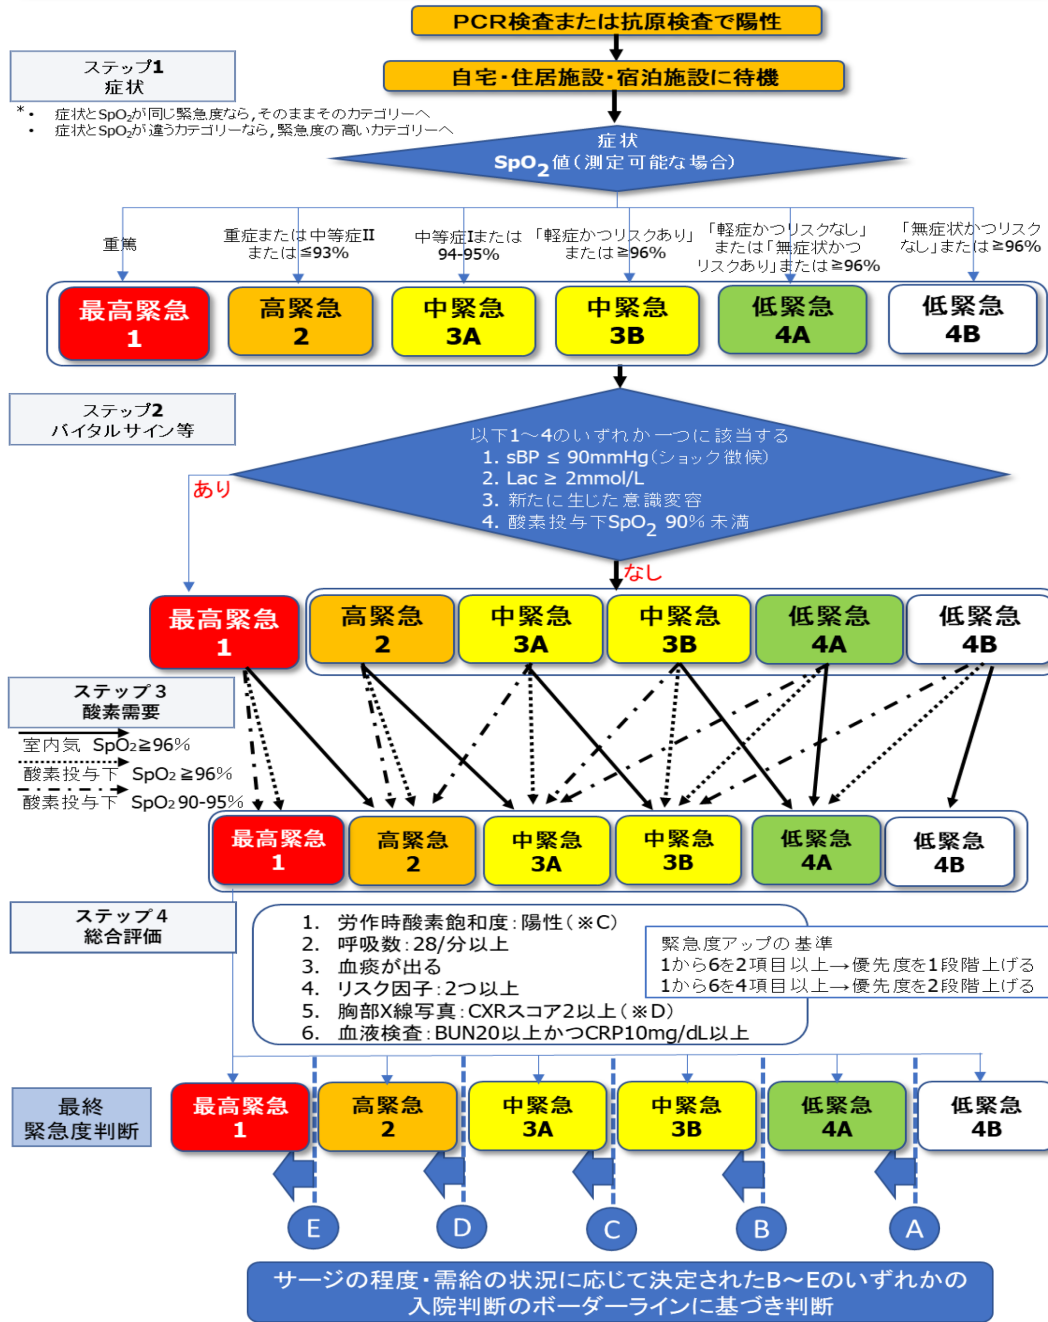 PCR検査または抗原検査で陽性
自宅・住居施設・宿泊施設に待機
ステップ1
症状
*・ 症状とSpO₂が同じ緊急度なら,そのままそのカテゴリーへ
・ 症状とSpO₂が違うカテゴリーなら,緊急度の高いカテゴリーへ
症状
SpO₂値(測定可能な場合)
重篤
重症または中等症II
または≦93%
中等症Iまたは
94-95%
「軽症かつリスクあり」
または≧96%
「軽症かつリスクなし」
または「無症状かつ
リスクあり」または≧96%
「無症状かつリスク
なし」または≧96%
最高緊急
1
高緊急
2
中緊急
3A
中緊急
3B
低緊急
4A
低緊急
4B
ステップ2
バイタルサイン等
以下1~4のいずれか一つに該当する
1. sBP ≤ 90mmHg(ショック徴候)
2. Lac ≥ 2mmol/L
3. 新たに生じた意識変容
4. 酸素投与下SpO₂ 90%未満
あり
なし
最高緊急
1
高緊急
2
中緊急
3A
中緊急
3B
低緊急
4A
低緊急
4B
ステップ3
酸素需要
室内気 SpO₂≧96%
酸素投与下 SpO₂≧96%
酸素投与下 SpO₂90-95%
最高緊急
1
高緊急
2
中緊急
3A
中緊急
3B
低緊急
4A
低緊急
4B
ステップ4
総合評価
1. 労作時酸素飽和度:陽性(※C)
2. 呼吸数:28/分以上
3. 血痰が出る
4. リスク因子:2つ以上
5. 胸部X線写真:CXRスコア2以上(※D)
6. 血液検査:BUN20以上かつCRP10mg/dL以上
緊急度アップの基準
1から6を2項目以上→優先度を1段階上げる
1から6を4項目以上→優先度を2段階上げる
最終
緊急度判断
最高緊急
1
高緊急
2
中緊急
3A
中緊急
3B
低緊急
4A
低緊急
4B
E
D
C
B
A
サージの程度・需給の状況に応じて決定されたB~Eのいずれかの
入院判断のボーダーラインに基づき判断